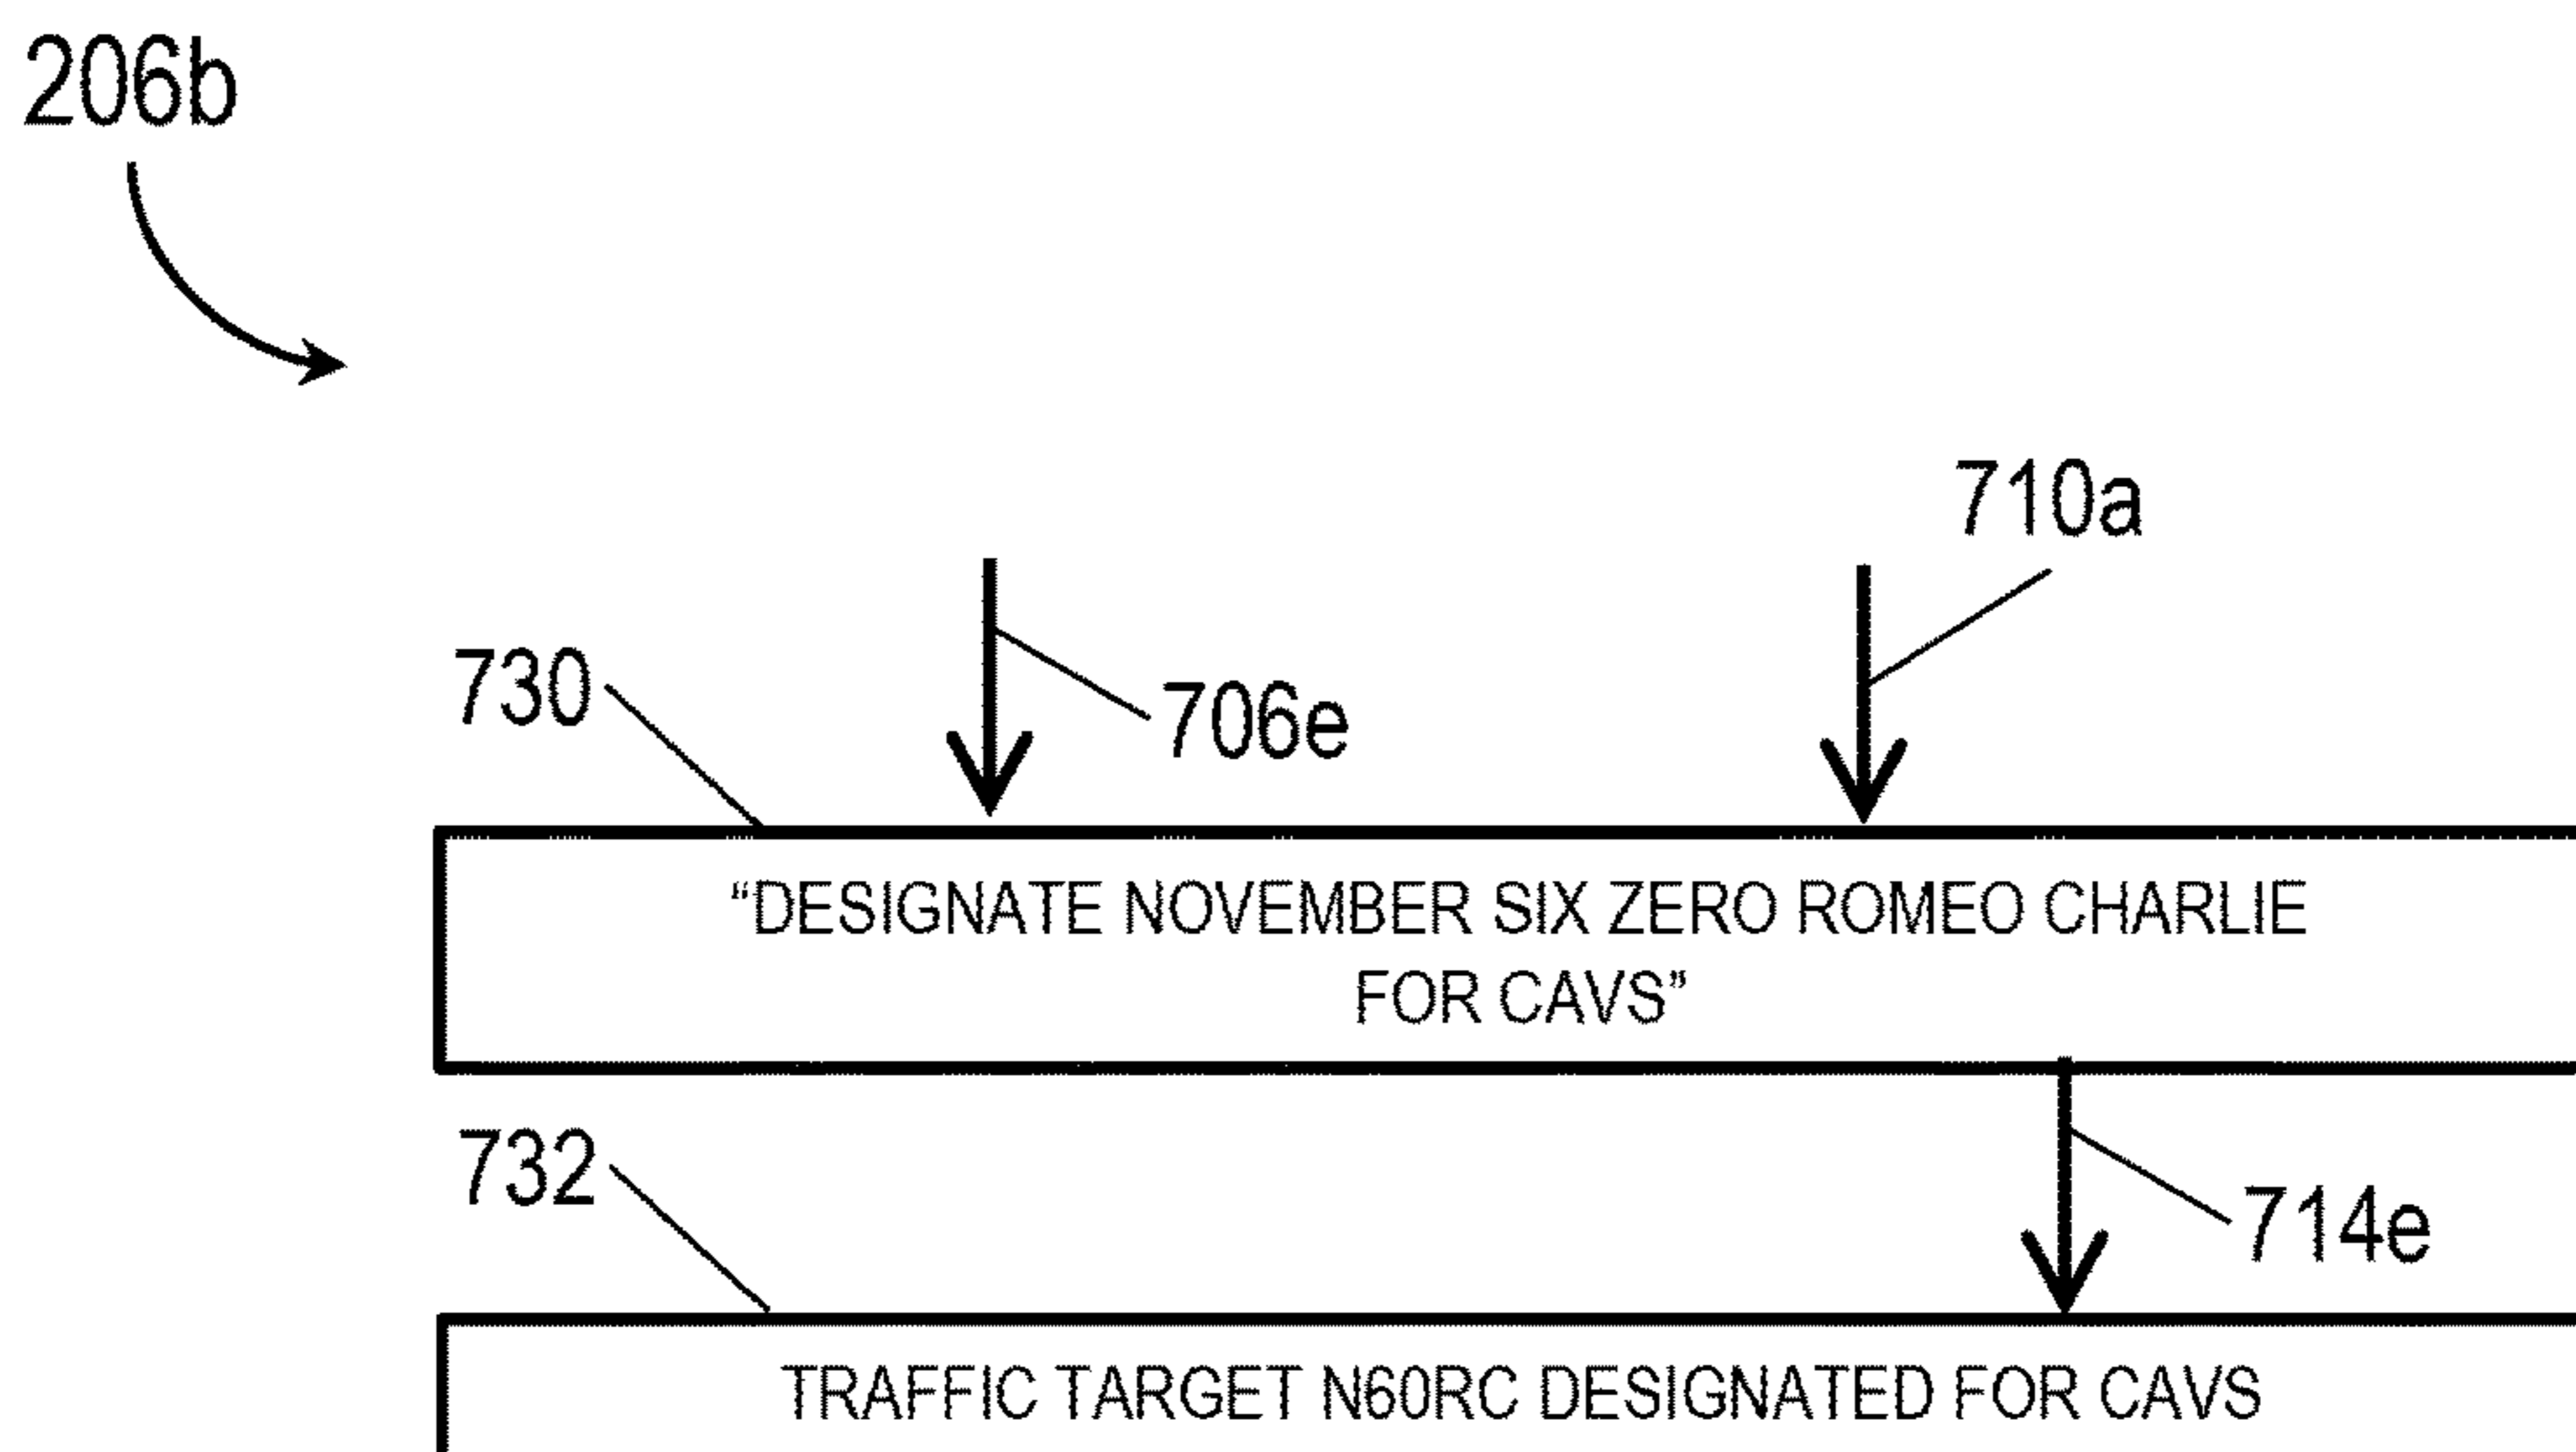 206b
710a
730
706e
“DESIGNATE NOVEMBER SIX ZERO ROMEO CHARLIE
FOR CAVS”
732
714e
TRAFFIC TARGET N60RC DESIGNATED FOR CAVS